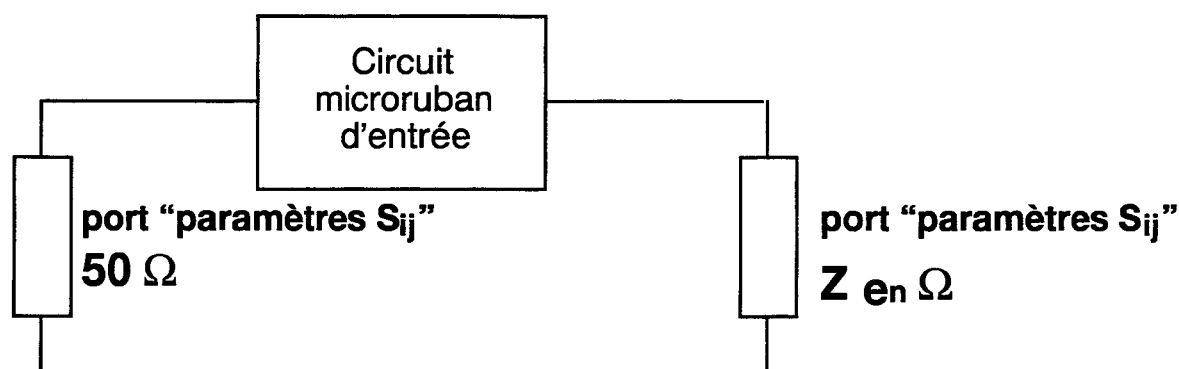 Circuit
microruban
d'entrée
port “paramètres Sij”
50 Ω
port “paramètres Sij”
Z en Ω